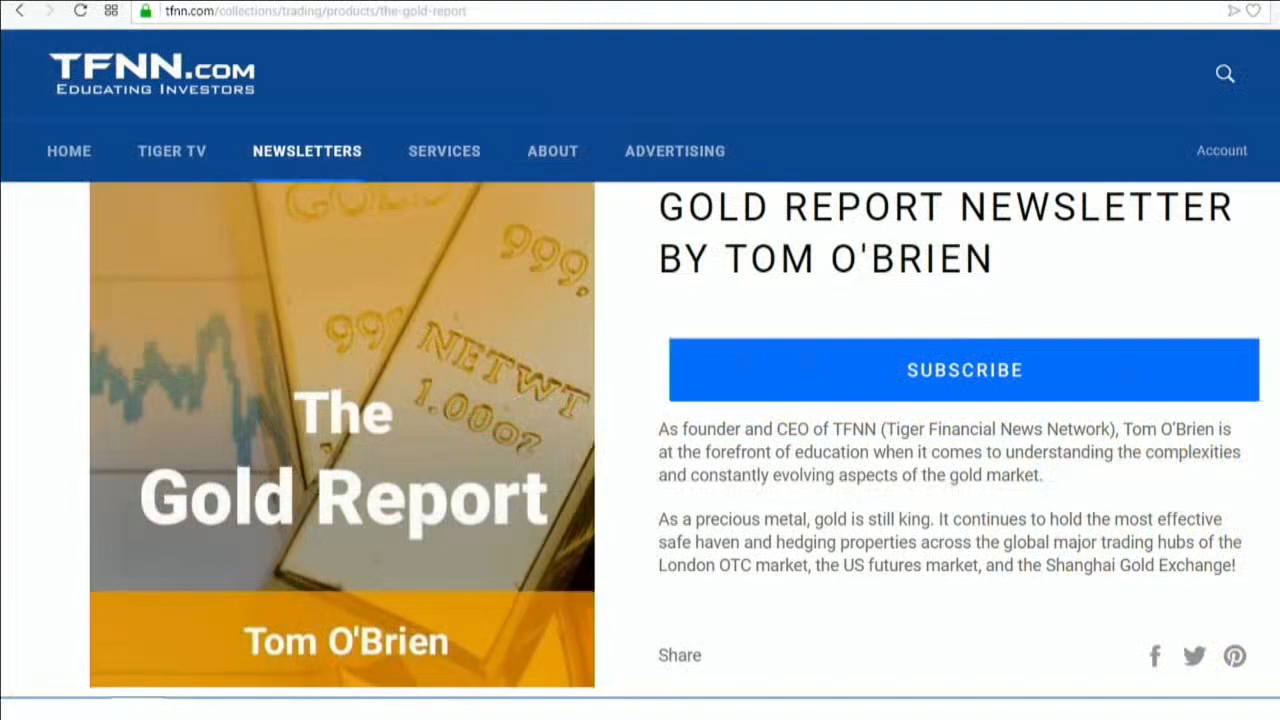 tfnn.com/collections/trading/products/the-gold-report
TFNN.COM
EDUCATING INVESTORS
HOME TIGER TV NEWSLETTERS SERVICES ABOUT ADVERTISING Account
GOLD
999.
999
NETWT
1.00OZ
The
Gold Report
Tom O'Brien
GOLD REPORT NEWSLETTER
BY TOM O'BRIEN
SUBSCRIBE
As founder and CEO of TFNN (Tiger Financial News Network), Tom O’Brien is
at the forefront of education when it comes to understanding the complexities
and constantly evolving aspects of the gold market.
As a precious metal, gold is still king. It continues to hold the most effective
safe haven and hedging properties across the global major trading hubs of the
London OTC market, the US futures market, and the Shanghai Gold Exchange!
Share